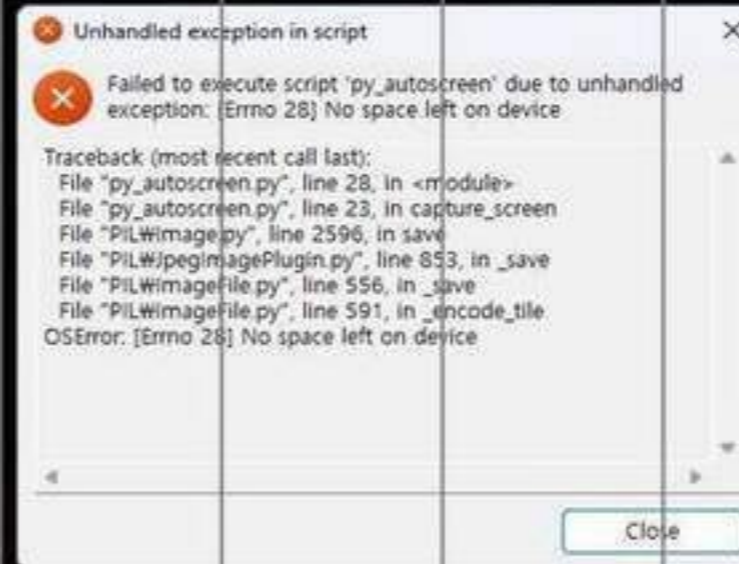 Unhandled exception in script
Failed to execute script 'py_autoscreen' due to unhandled
exception: [Errno 28] No space left on device
Traceback (most recent call last):
File "py_autoscreen.py", line 28, in <module>
File "py_autoscreen.py", line 23, in capture_screen
File "PIL₩Image.py", line 2596, in save
File "PIL₩JpegImagePlugin.py", line 853, in _save
File "PIL₩ImageFile.py", line 556, in _save
File "PIL₩ImageFile.py", line 591, in _encode_tile
OSError: [Errno 28] No space left on device
Close